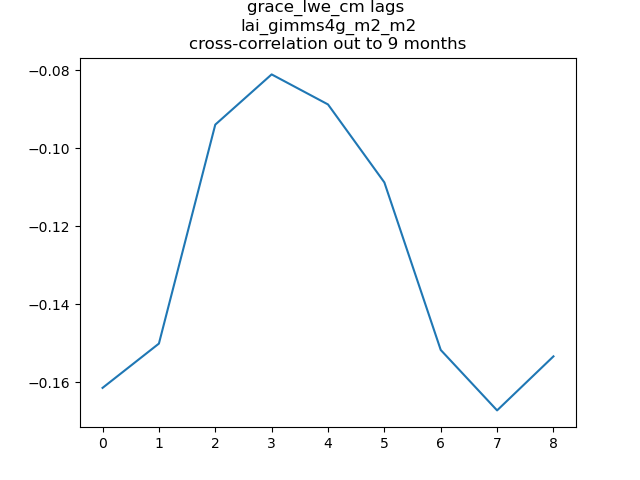 grace_lwe_cm lags
lai_gimms4g_m2_m2
cross-correlation out to 9 months
−0.08
−0.10
−0.12
−0.14
−0.16
0 1 2 3 4 5 6 7 8